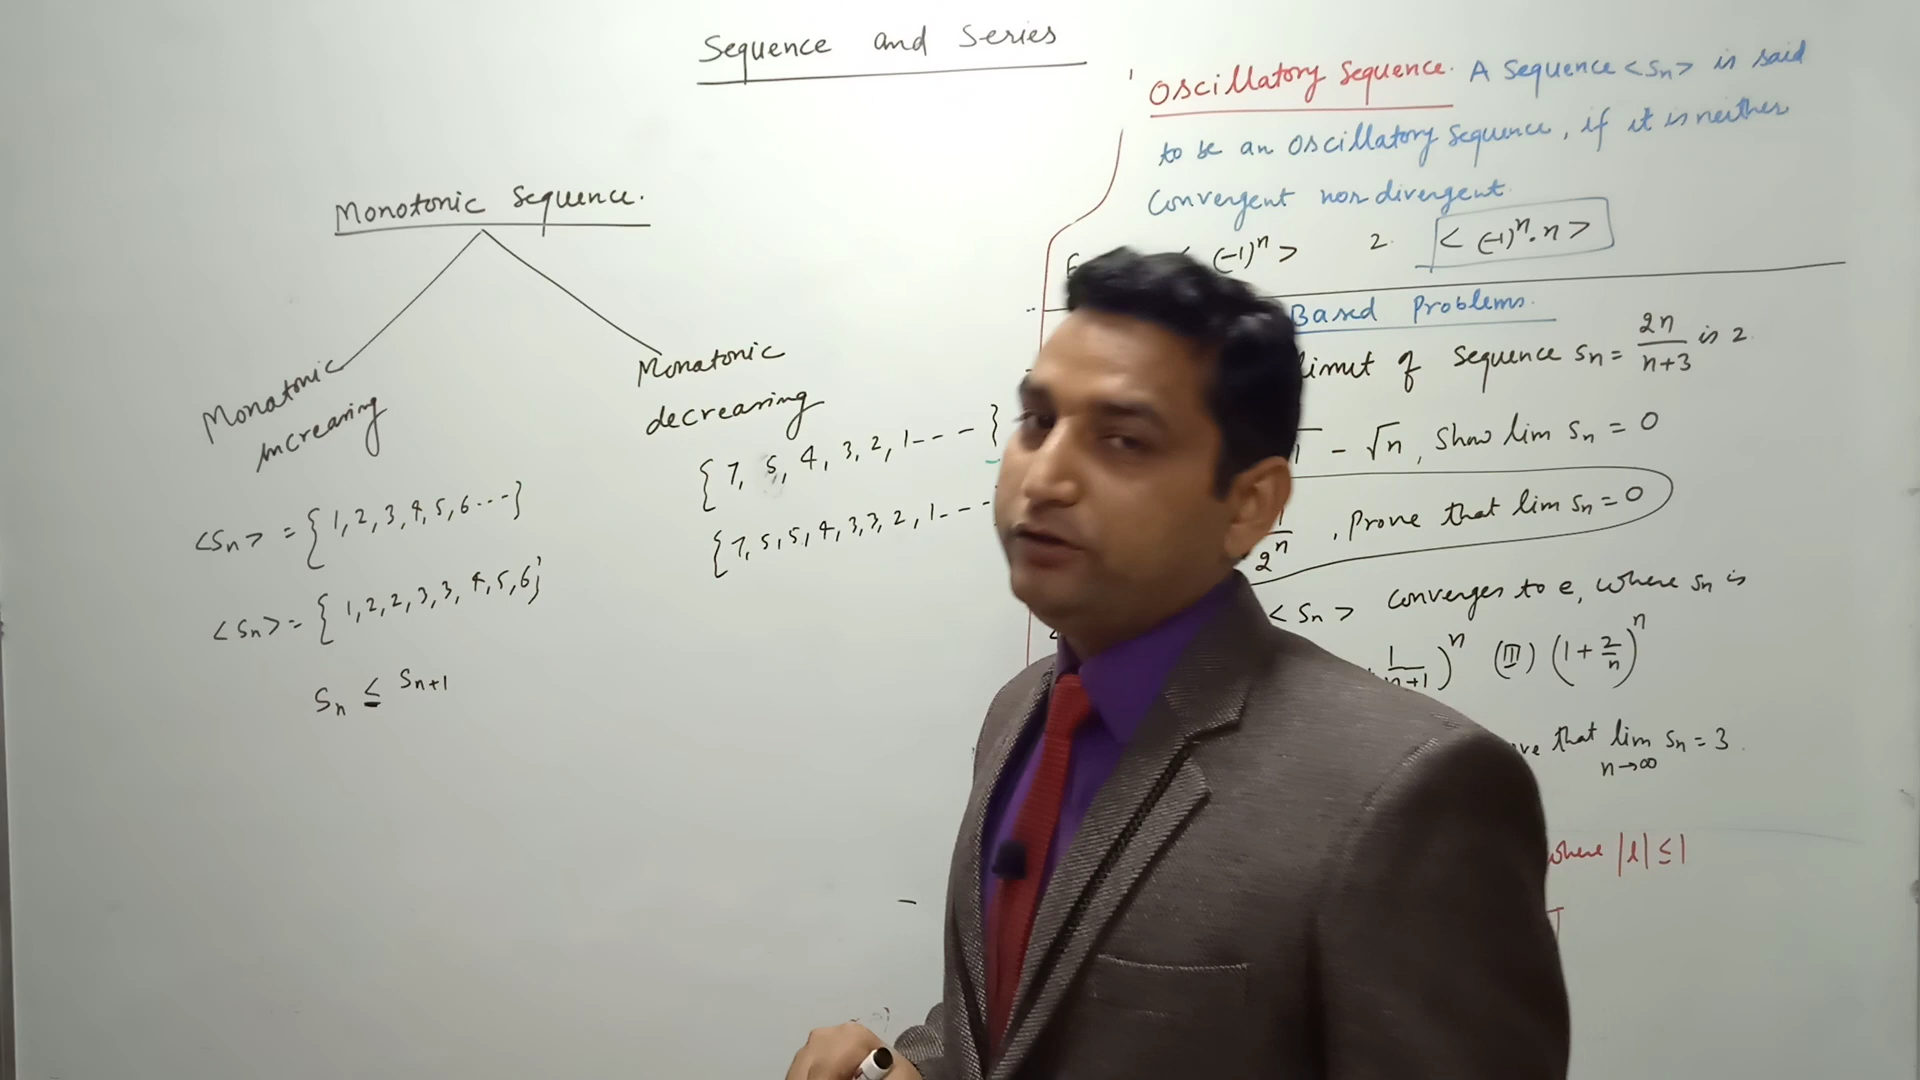 Sequence and Series
Monotonic Sequence.
Monatonic
increasing
<Sn> = { 1, 2, 3, 4, 5, 6 ---}
<Sn> = { 1, 2, 2, 3, 3, 4, 5, 6}
Sn ≤ Sn+1
Monatonic
decreasing
{ 7, 5, 4, 3, 2, 1 - - - }
{ 7, 5, 5, 4, 3, 3, 2, 1 - - -
Oscillatory Sequence. A Sequence <Sn> is said
to be an Oscillatory Sequence, if it is neither
Convergent nor divergent.
(-1)^n > 2. < (-1)^n . n >
Based Problems.
limit of Sequence Sn = 2n/(n+3) is 2.
- √n, Show lim Sn = 0
2^n , Prove that lim Sn = 0
<Sn> Converges to e, where Sn is
1/(n+1))^n (III) (1 + 2/n)^n
that lim Sn = 3.
n→∞
where |l| ≤ 1